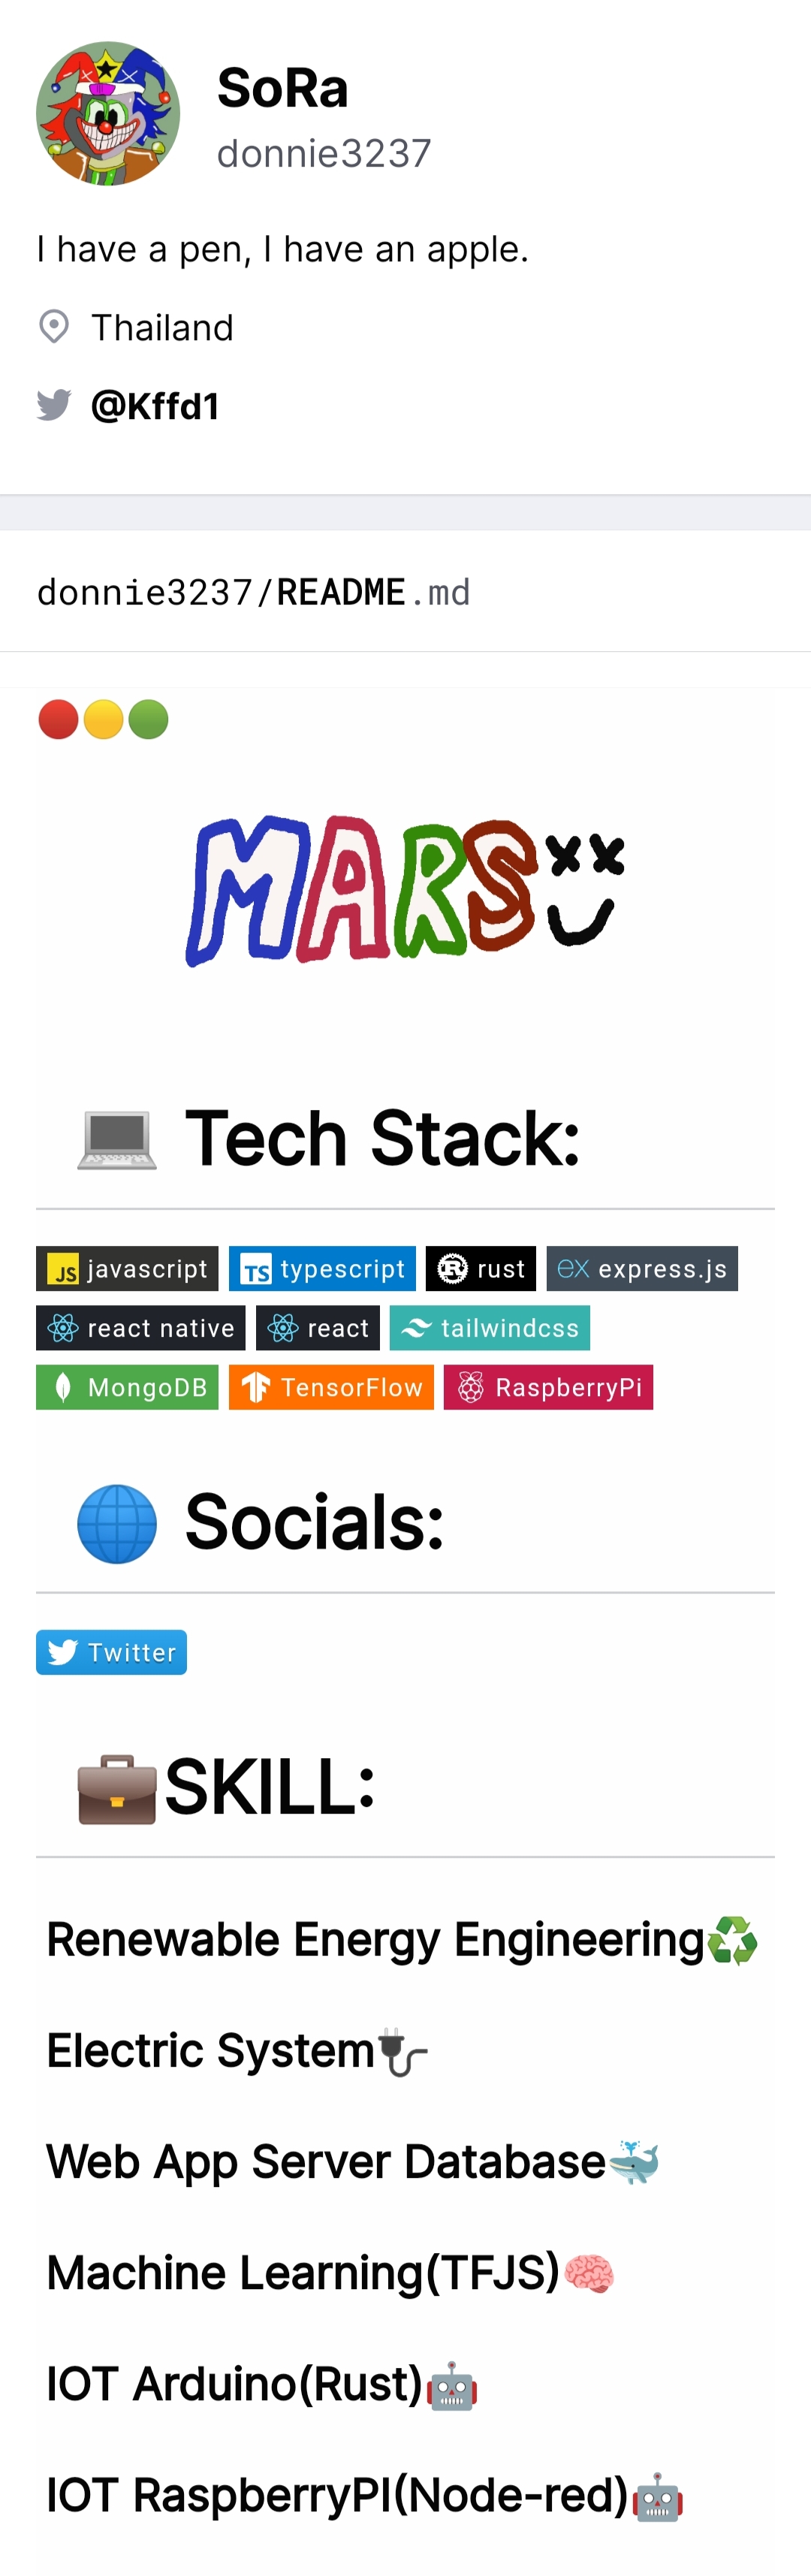 SoRa
donnie3237
I have a pen, I have an apple.
Thailand
@Kffd1
donnie3237/README.md
MARS
💻 Tech Stack:
JS javascript TS typescript R rust ex express.js
react native react tailwindcss
MongoDB TensorFlow RaspberryPi
🌐 Socials:
Twitter
💼SKILL:
Renewable Energy Engineering♻️
Electric System🔌
Web App Server Database🐳
Machine Learning(TFJS)🧠
IOT Arduino(Rust)🤖
IOT RaspberryPI(Node-red)🤖